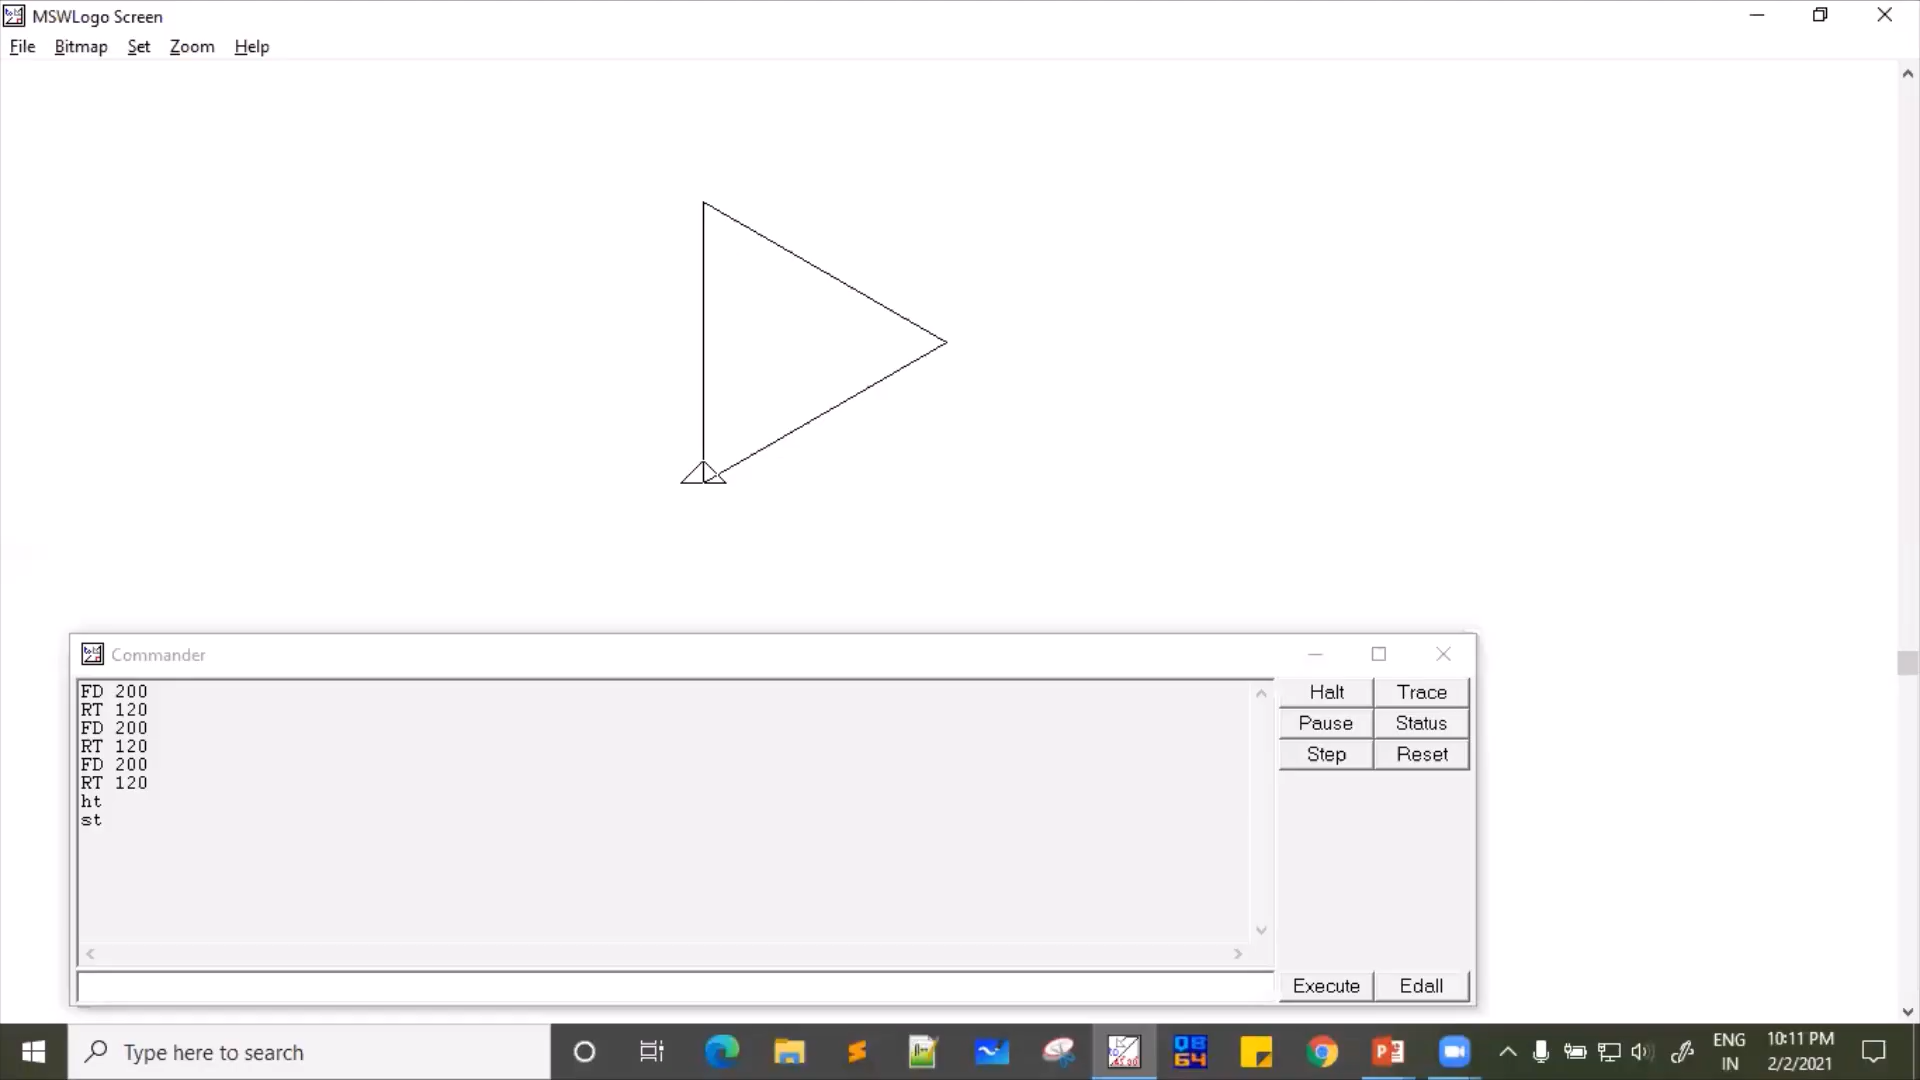 MSWLogo Screen
File Bitmap Set Zoom Help
Commander
FD 200
RT 120
FD 200
RT 120
FD 200
RT 120
ht
st
Halt Trace
Pause Status
Step Reset
Execute Edall
Type here to search
ENG
IN
10:11 PM
2/2/2021